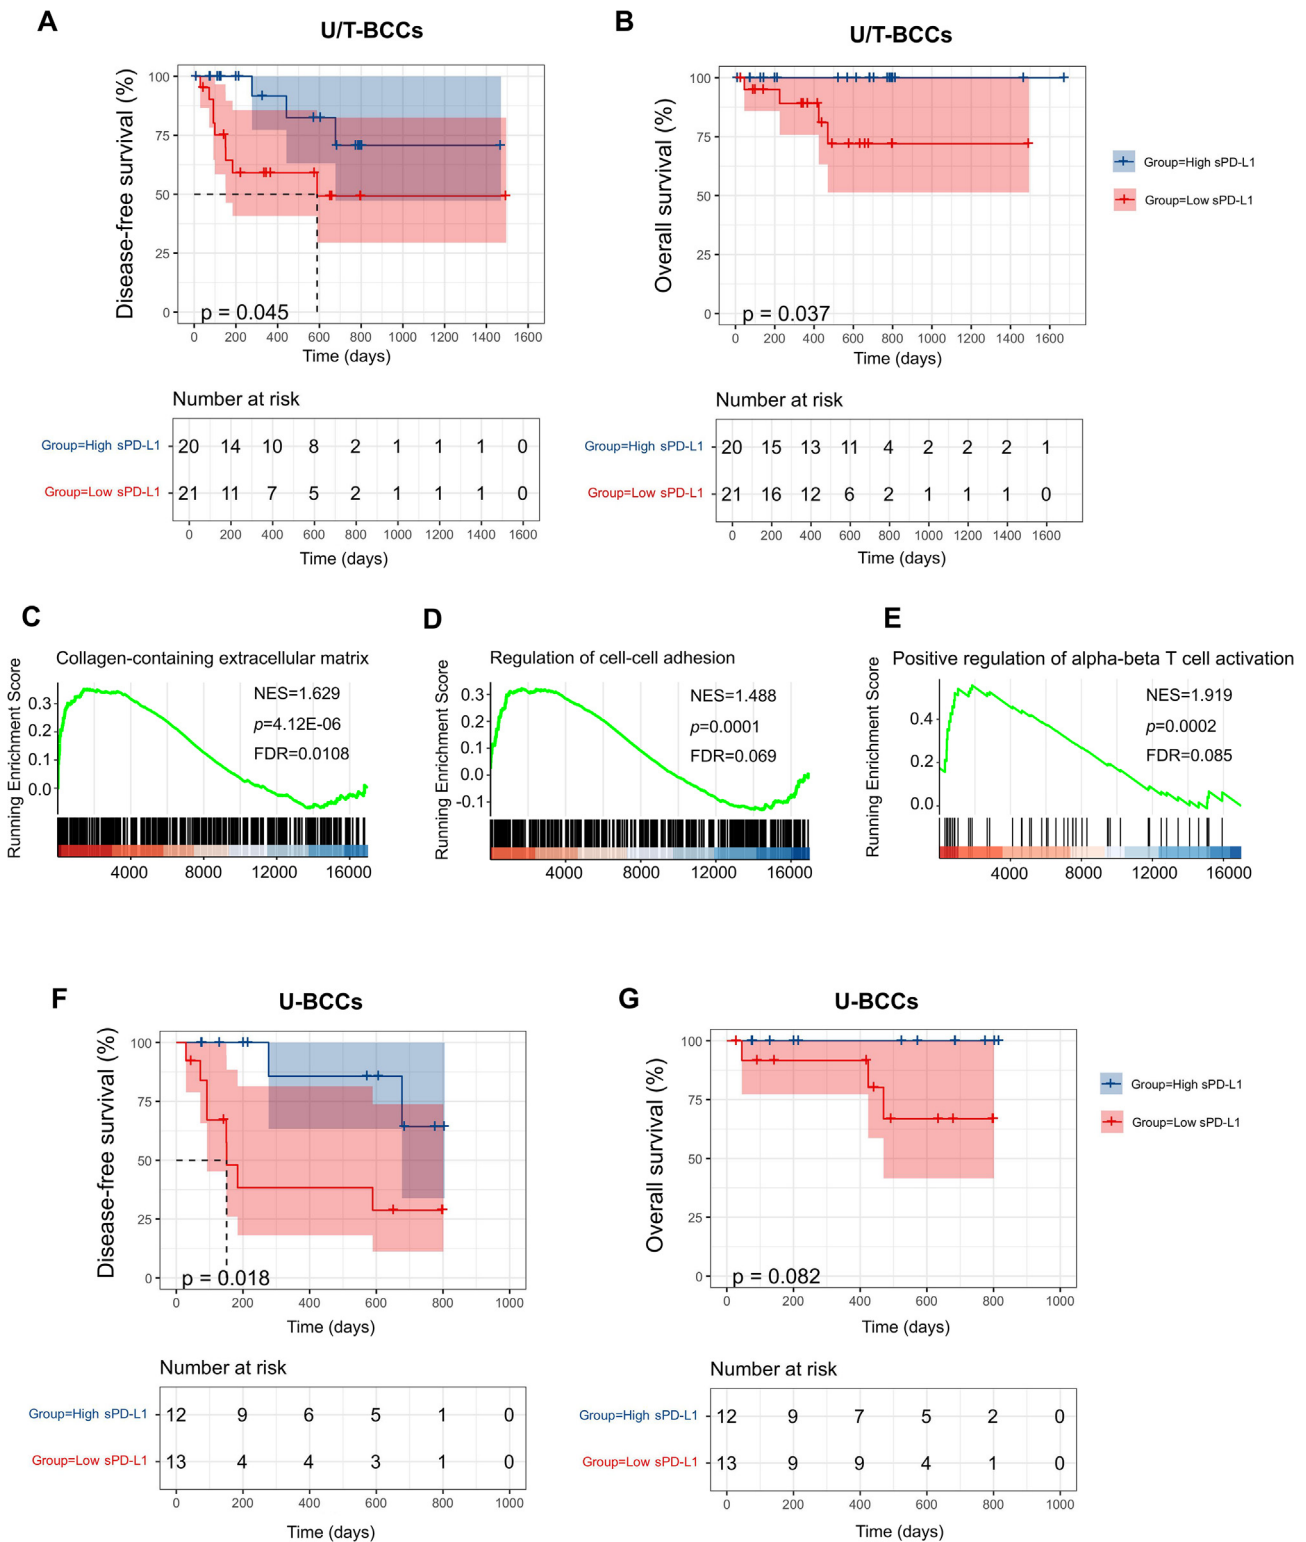 A
U/T-BCCs
Disease-free survival (%)
100
75
50
25
0
p = 0.045
0 200 400 600 800 1000 1200 1400 1600
Time (days)
Number at risk
Group=High sPD-L1 20 14 10 8 2 1 1 1 0
Group=Low sPD-L1 21 11 7 5 2 1 1 1 0
0 200 400 600 800 1000 1200 1400 1600
Time (days)
B
U/T-BCCs
Overall survival (%)
100
75
50
25
0
p = 0.037
0 200 400 600 800 1000 1200 1400 1600
Time (days)
Group=High sPD-L1
Group=Low sPD-L1
Number at risk
Group=High sPD-L1 20 15 13 11 4 2 2 2 1
Group=Low sPD-L1 21 16 12 6 2 1 1 1 0
0 200 400 600 800 1000 1200 1400 1600
Time (days)
C
Collagen-containing extracellular matrix
Running Enrichment Score
0.3
0.2
0.1
0.0
NES=1.629
p=4.12E-06
FDR=0.0108
4000 8000 12000 16000
D
Regulation of cell-cell adhesion
Running Enrichment Score
0.3
0.2
0.1
0.0
-0.1
NES=1.488
p=0.0001
FDR=0.069
4000 8000 12000 16000
E
Positive regulation of alpha-beta T cell activation
Running Enrichment Score
0.4
0.2
0.0
NES=1.919
p=0.0002
FDR=0.085
4000 8000 12000 16000
F
U-BCCs
Disease-free survival (%)
100
75
50
25
0
p = 0.018
0 200 400 600 800 1000
Time (days)
Number at risk
Group=High sPD-L1 12 9 6 5 1 0
Group=Low sPD-L1 13 4 4 3 1 0
0 200 400 600 800 1000
Time (days)
G
U-BCCs
Overall survival (%)
100
75
50
25
0
p = 0.082
0 200 400 600 800 1000
Time (days)
Group=High sPD-L1
Group=Low sPD-L1
Number at risk
Group=High sPD-L1 12 9 7 5 2 0
Group=Low sPD-L1 13 9 9 4 1 0
0 200 400 600 800 1000
Time (days)